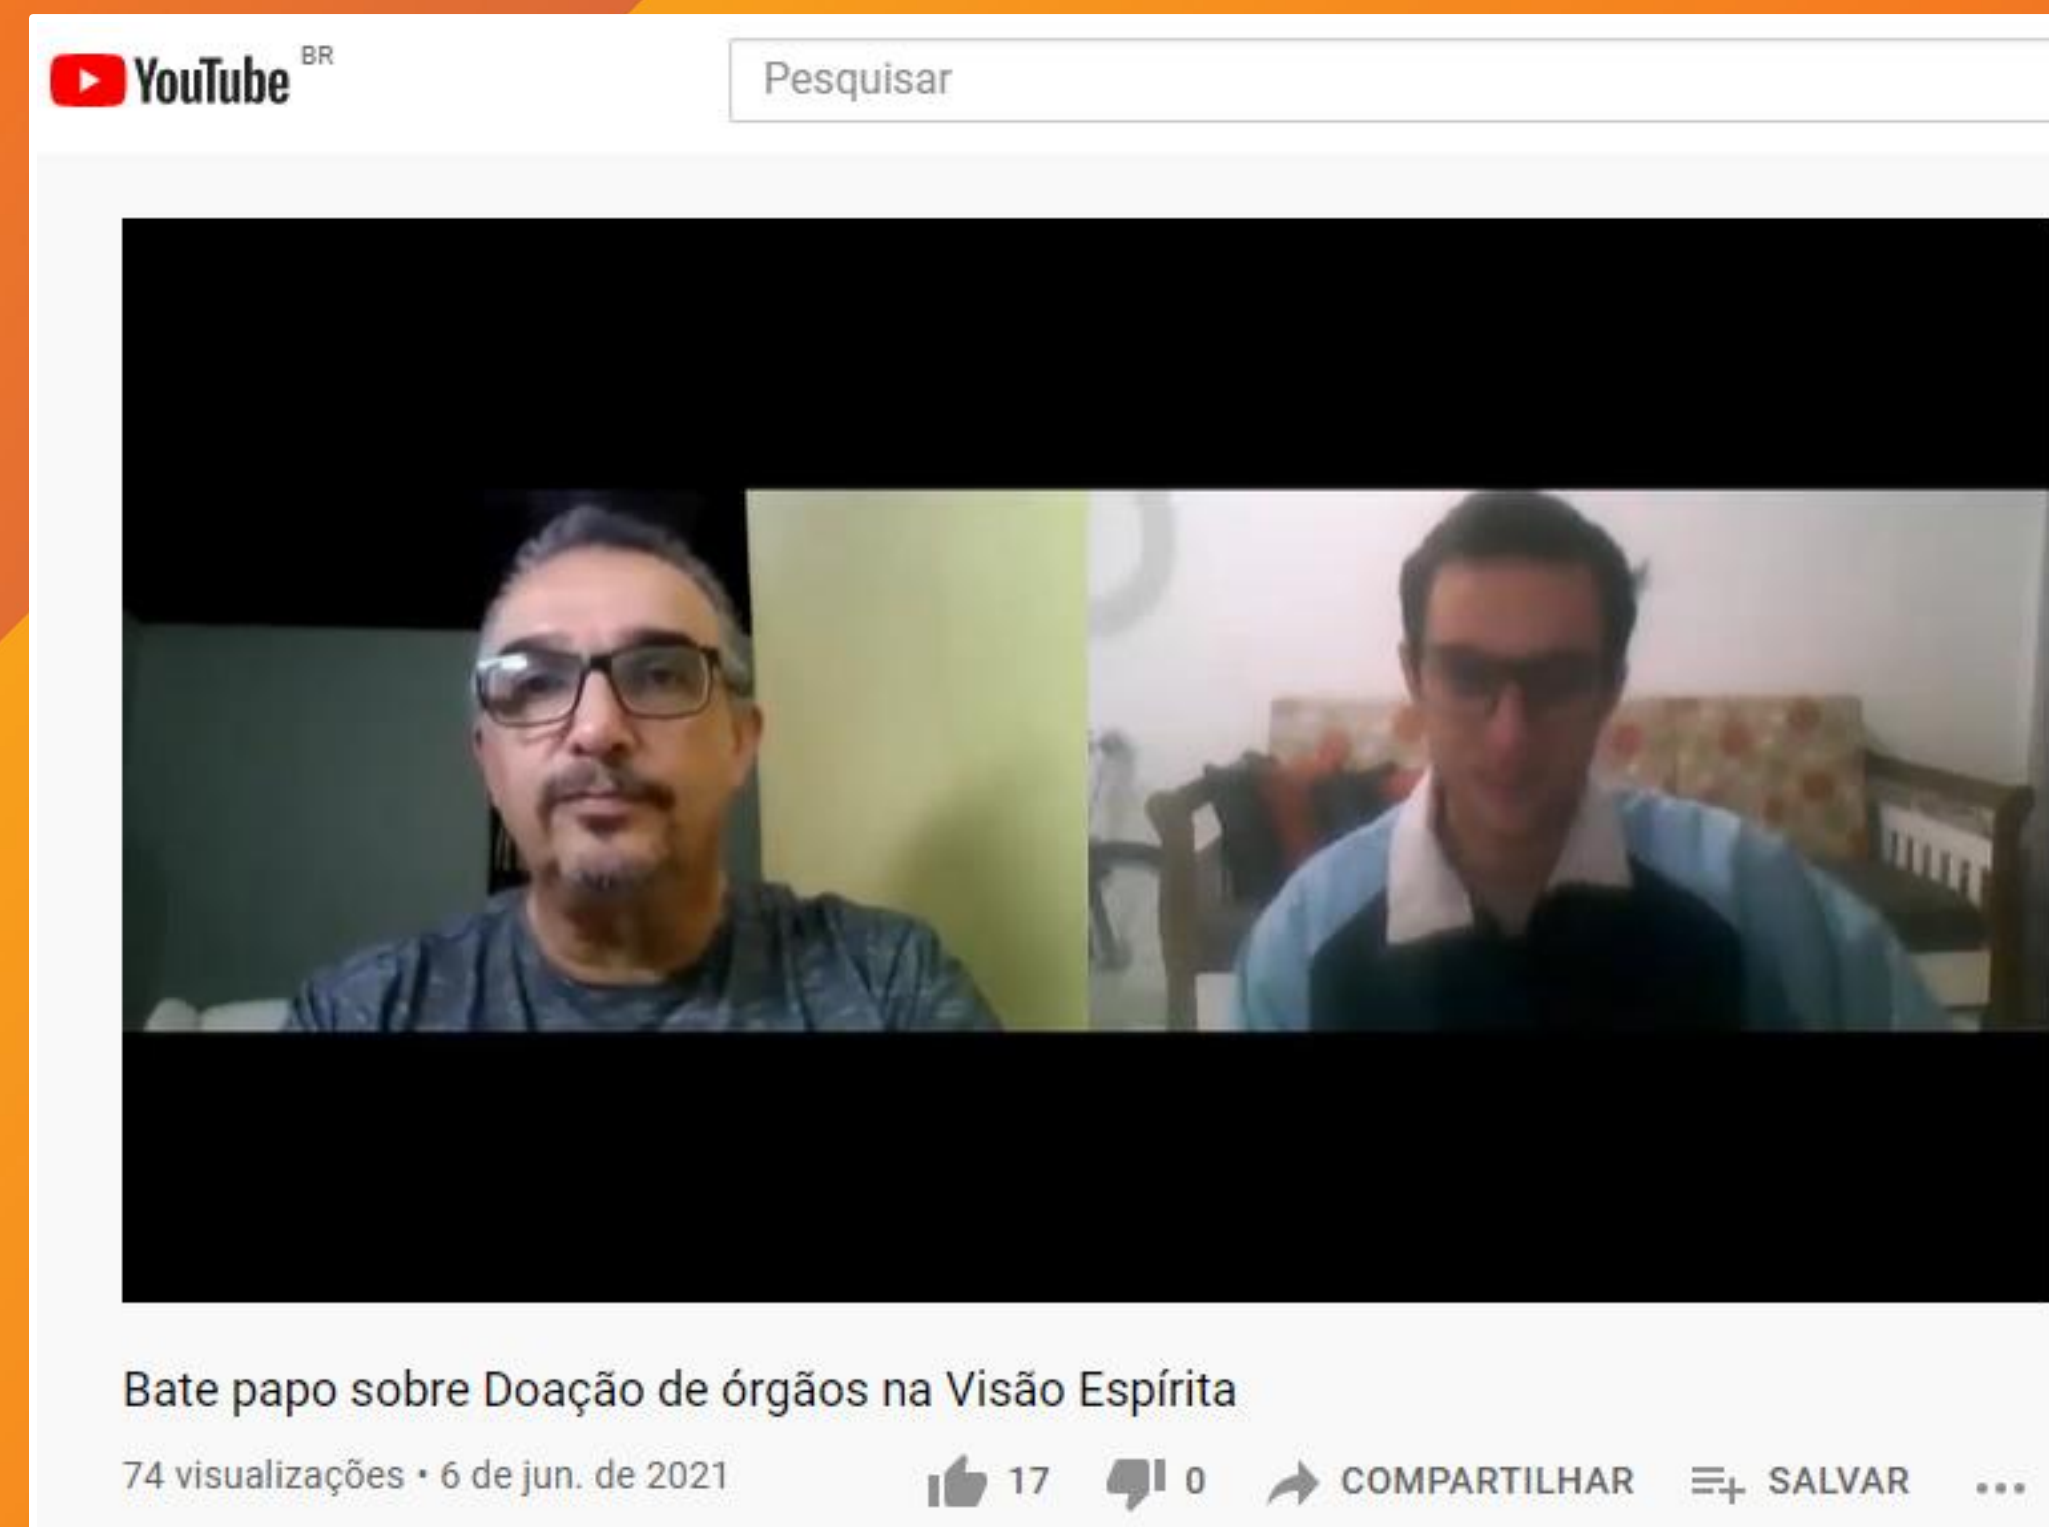 YouTube BR
Pesquisar
Bate papo sobre Doação de órgãos na Visão Espírita
74 visualizações • 6 de jun. de 2021 17 0 COMPARTILHAR SALVAR ...